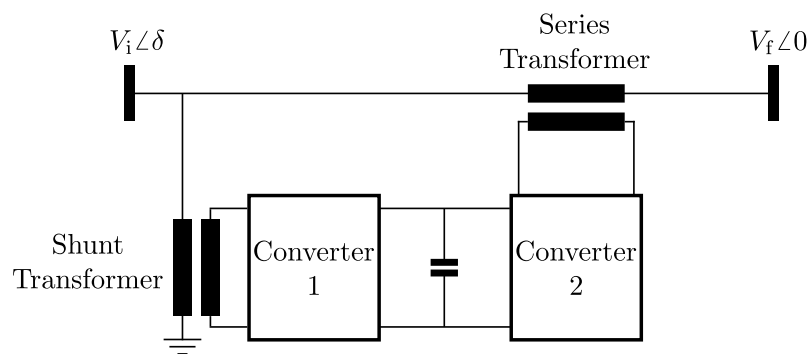 V_i∠δ
Series
Transformer
V_f∠0
Shunt
Transformer
Converter
1
Converter
2